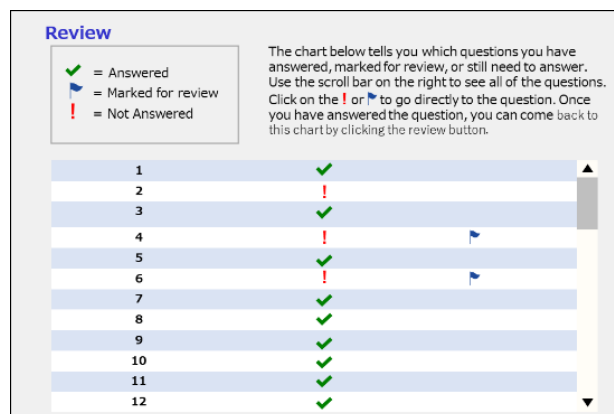 Review
= Answered
= Marked for review
! = Not Answered
The chart below tells you which questions you have
answered, marked for review, or still need to answer.
Use the scroll bar on the right to see all of the questions.
Click on the ! or to go directly to the question. Once
you have answered the question, you can come back to
this chart by clicking the review button.
1
2 !
3
4 !
5
6 !
7
8
9
10
11
12